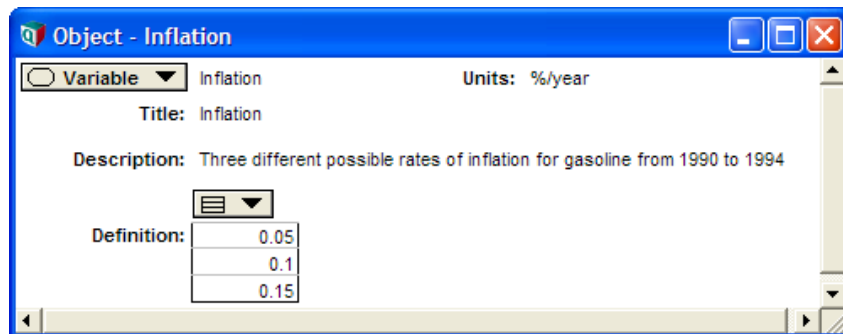 Object - Inflation
Variable Inflation Units: %/year
Title: Inflation
Description: Three different possible rates of inflation for gasoline from 1990 to 1994
Definition: 0.05
0.1
0.15